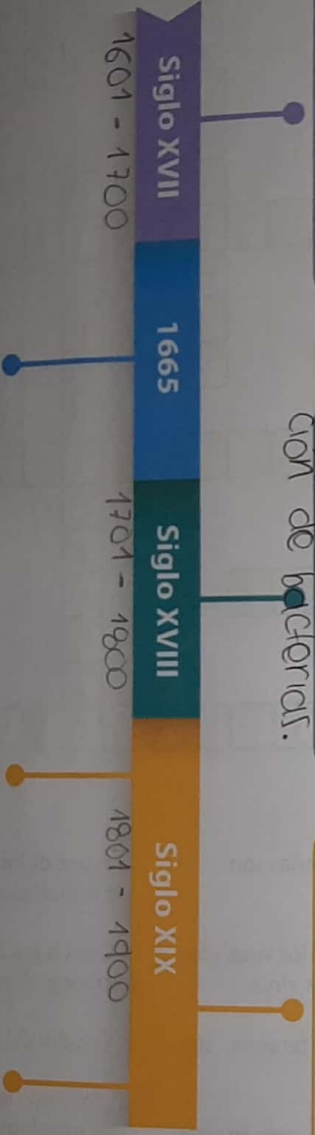 ción de bacterias.
Siglo XVII
1665
Siglo XVIII
Siglo XIX
1601 - 1700
1701 - 1800
1801 - 1900